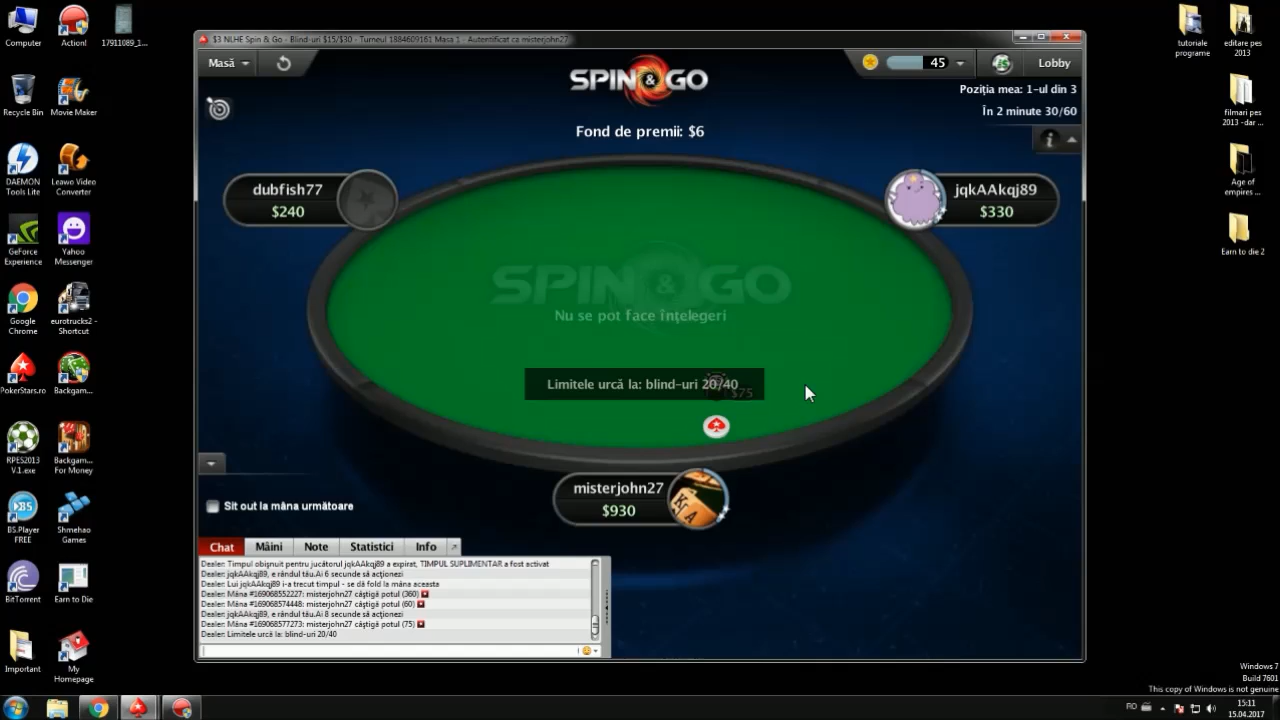 Computer
Action!
17911089_1...
Recycle Bin
Movie Maker
DAEMON Tools Lite
Leawo Video Converter
GeForce Experience
Yahoo Messenger
Google Chrome
eurotrucks2 - Shortcut
PokerStars.ro
Backgam...
RPES2013 V.1.exe
Backgam... For Money
BS.Player FREE
Shmehao Games
BitTorrent
Earn to Die
Important
My Homepage
$3 NLHE Spin & Go - Blind-uri $15/$30 - Turneul 1884609161 Masa 1 - Autentificat ca misterjohn27
Masă
45
Lobby
SPIN&GO
Poziția mea: 1-ul din 3
În 2 minute 30/60
Fond de premii: $6
dubfish77
$240
jqkAAkqj89
$330
SPIN&GO
Nu se pot face înțelegeri
Limitele urcă la: blind-uri 20/40
$75
misterjohn27
$930
Sit out la mâna următoare
Chat
Mâini
Note
Statistici
Info
Dealer: Timpul obișnuit pentru jucătorul jqkAAkqj89 a expirat, TIMPUL SUPLIMENTAR a fost activat
Dealer: jqkAAkqj89, e rândul tău.Ai 6 secunde să acționezi
Dealer: Lui jqkAAkqj89 i-a trecut timpul - se dă fold la mâna aceasta
Dealer: Mâna #169068552227: misterjohn27 câștigă potul (360)
Dealer: Mâna #169068574448: misterjohn27 câștigă potul (60)
Dealer: jqkAAkqj89, e rândul tău.Ai 8 secunde să acționezi
Dealer: Mâna #169068577273: misterjohn27 câștigă potul (75)
Dealer: Limitele urcă la: blind-uri 20/40
tutoriale programe
editare pes 2013
filmari pes 2013 -dar ...
Age of empires ...
Earn to die 2
Windows 7
Build 7601
This copy of Windows is not genuine
RO
15:11
15.04.2017